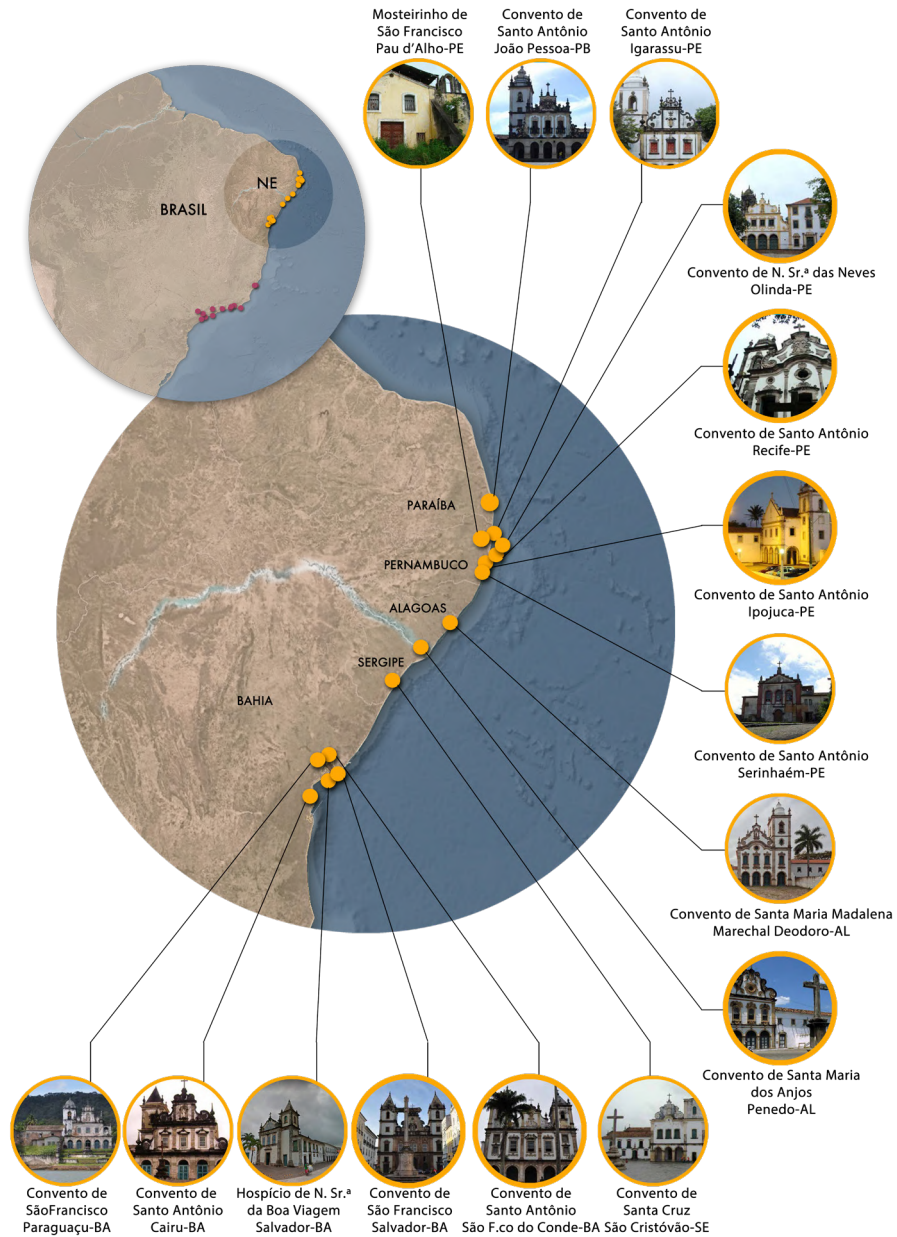 Mosteirinho de
São Francisco
Pau d’Alho-PE
Convento de
Santo Antônio
João Pessoa-PB
Convento de
Santo Antônio
Igarassu-PE
BRASIL
NE
Convento de N. Sr.ª das Neves
Olinda-PE
Convento de Santo Antônio
Recife-PE
PARAÍBA
PERNAMBUCO
ALAGOAS
SERGIPE
BAHIA
Convento de Santo Antônio
Ipojuca-PE
Convento de Santo Antônio
Serinhaém-PE
Convento de Santa Maria Madalena
Marechal Deodoro-AL
Convento de Santa Maria
dos Anjos
Penedo-AL
Convento de
SãoFrancisco
Paraguaçu-BA
Convento de
Santo Antônio
Cairu-BA
Hospício de N. Sr.ª
da Boa Viagem
Salvador-BA
Convento de
São Francisco
Salvador-BA
Convento de
Santo Antônio
São F.co do Conde-BA
Convento de
Santa Cruz
São Cristóvão-SE